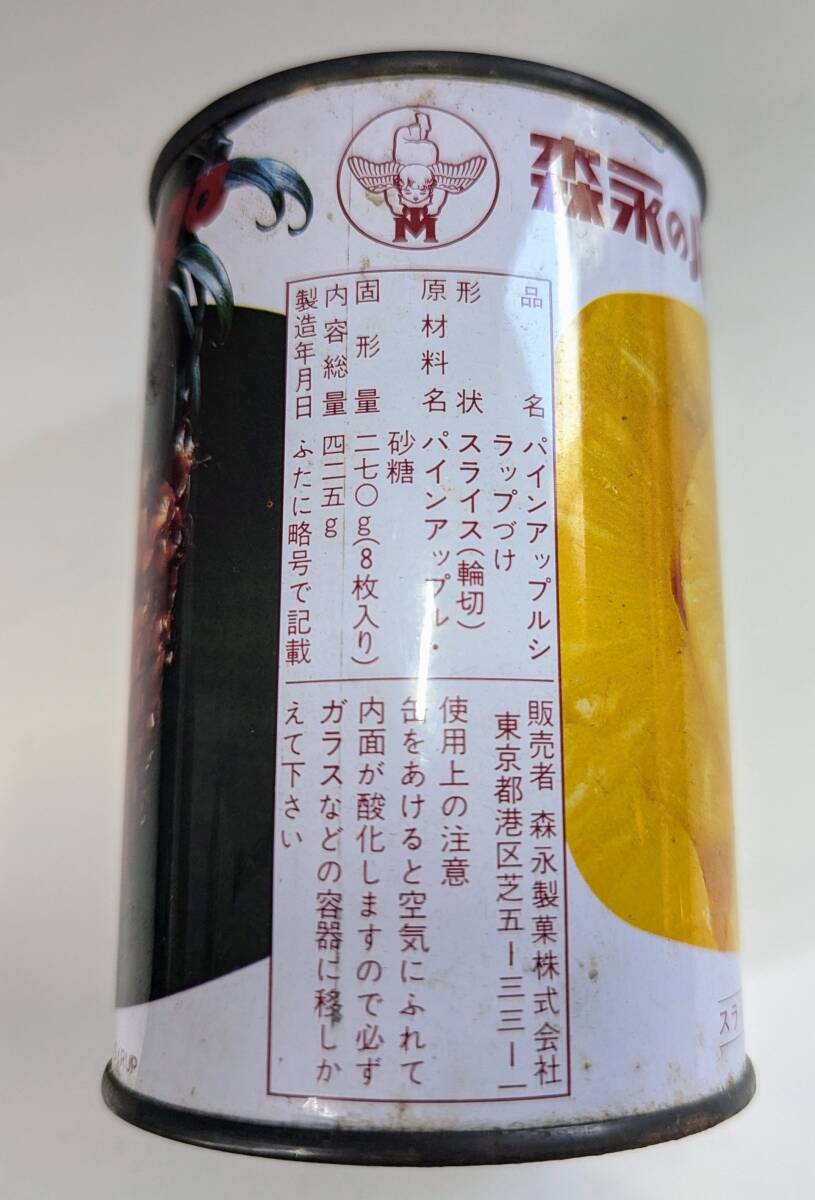 森永の
M
品名 パインアップルシ
ラップづけ
形状 スライス(輪切)
原材料名 パインアップル・
砂糖
固形量 二七〇g(8枚入り)
内容総量 四二五g
製造年月日 ふたに略号で記載
販売者 森永製菓株式会社
東京都港区芝五ー三三ー一
使用上の注意
缶をあけると空気にふれて
内面が酸化しますので必ず
ガラスなどの容器に移しか
えて下さい
スラ